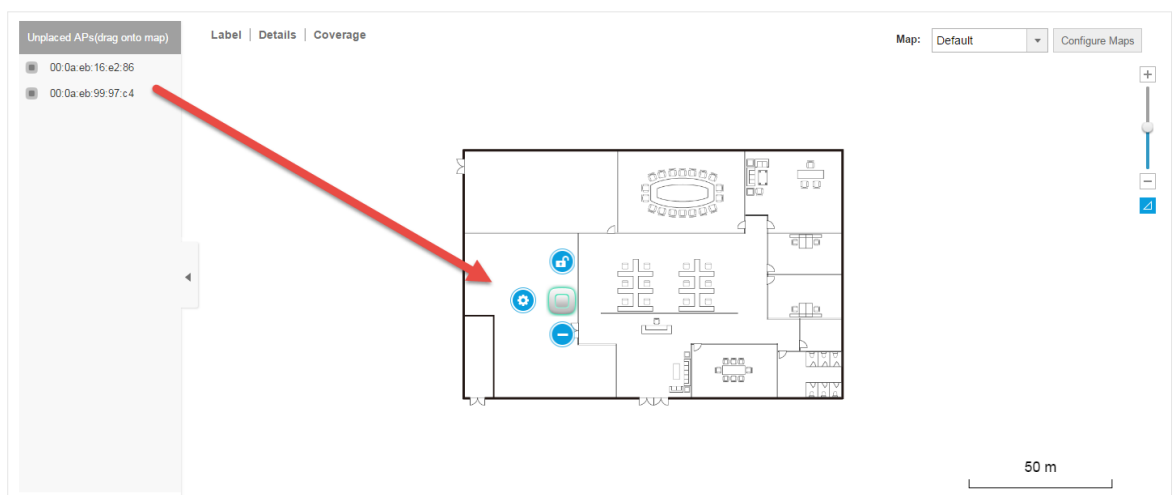 Unplaced APs(drag onto map)
Label | Details | Coverage
Map: Default Configure Maps
00:0a:eb:16:e2:86
00:0a:eb:99:97:c4
50 m